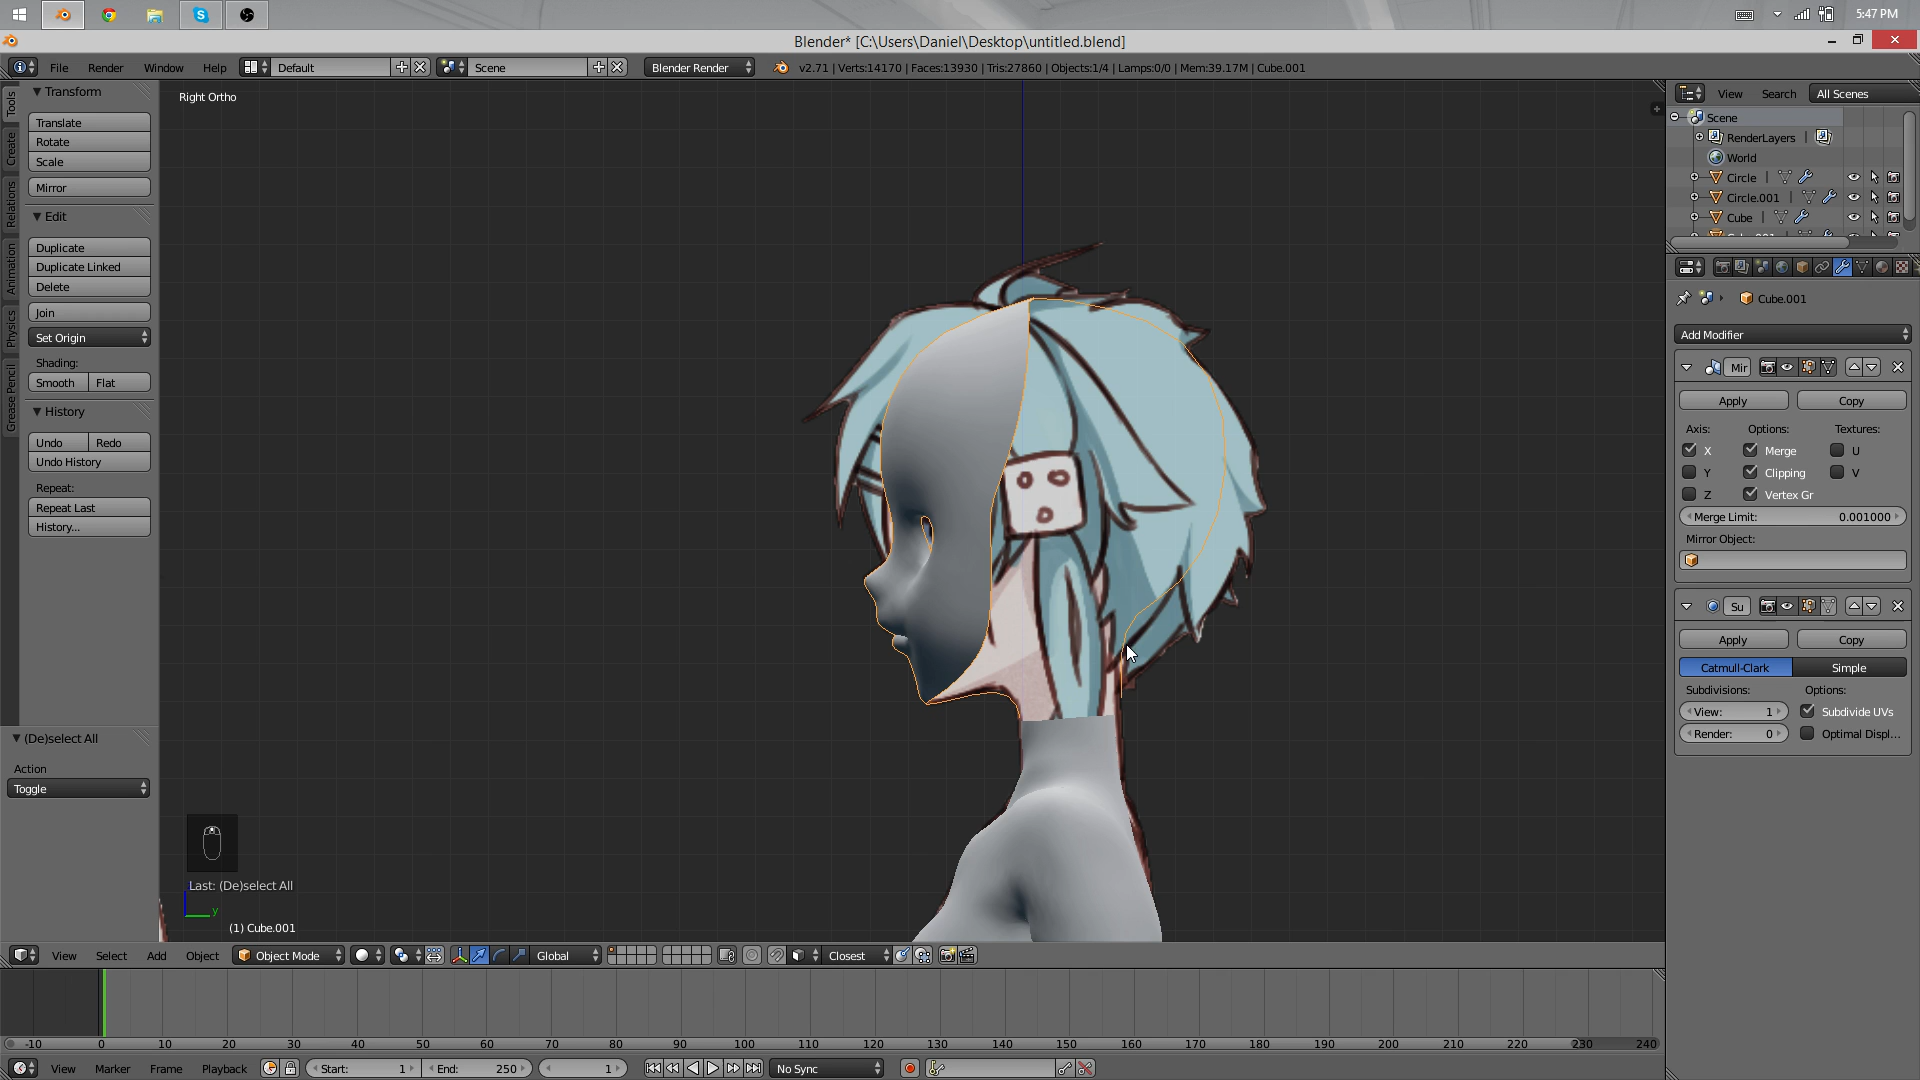 5:47 PM
Blender* [C:\Users\Daniel\Desktop\untitled.blend]
File Render Window Help Default Scene Blender Render v2.71 | Verts:14170 | Faces:13930 | Tris:27860 | Objects:1/4 | Lamps:0/0 | Mem:39.17M | Cube.001
Tools
Create
Relations
Animation
Physics
Grease Pencil
Transform
Translate
Rotate
Scale
Mirror
Edit
Duplicate
Duplicate Linked
Delete
Join
Set Origin
Shading:
Smooth Flat
History
Undo Redo
Undo History
Repeat:
Repeat Last
History...
(De)select All
Action
Toggle
Right Ortho
Last: (De)select All
y
(1) Cube.001
View Search All Scenes
Scene
RenderLayers |
World
Circle |
Circle.001 |
Cube |
Cube.001
Add Modifier
Mir
Apply Copy
Axis: Options: Textures:
X Merge U
Y Clipping V
Z Vertex Gr
Merge Limit: 0.001000
Mirror Object:
Su
Apply Copy
Catmull-Clark Simple
Subdivisions: Options:
View: 1 Subdivide UVs
Render: 0 Optimal Displ...
View Select Add Object Object Mode Global Closest
-10 0 10 20 30 40 50 60 70 80 90 100 110 120 130 140 150 160 170 180 190 200 210 220 230 240
View Marker Frame Playback Start: 1 End: 250 1 No Sync